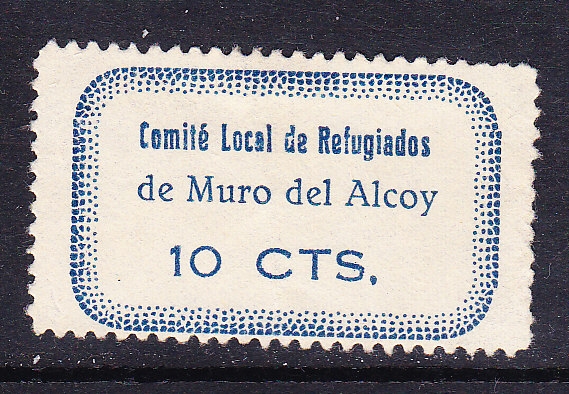 Comité Local de Refugiados
de Muro del Alcoy
10 CTS.